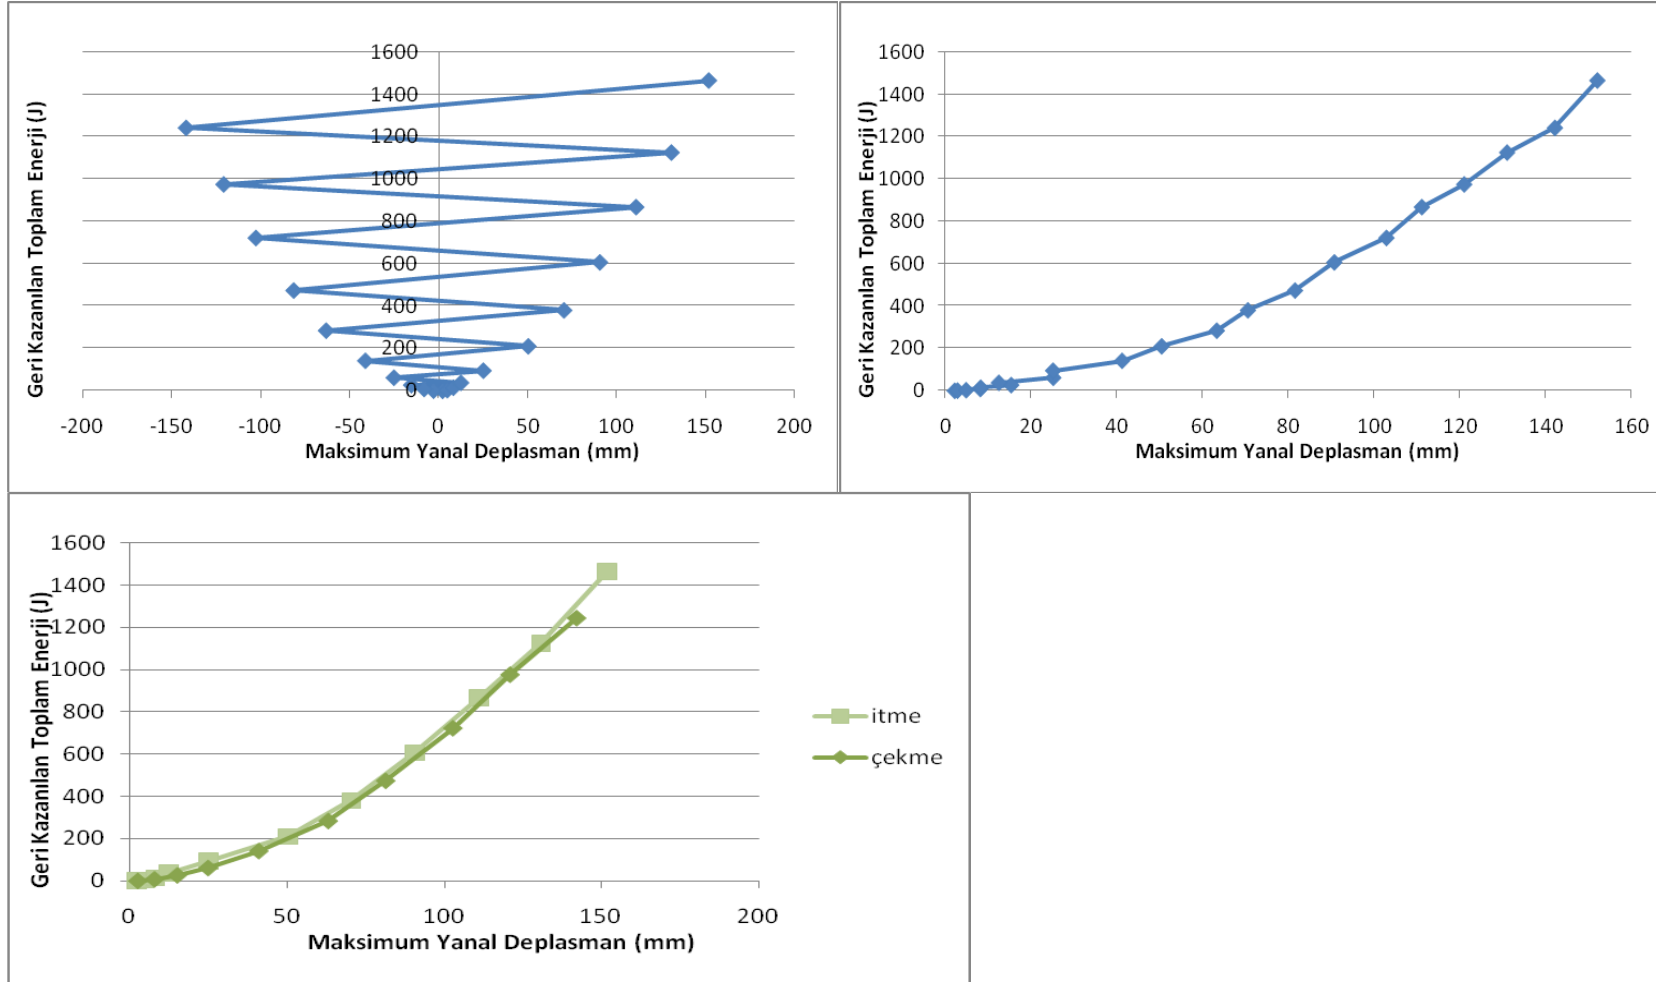 Geri Kazanılan Toplam Enerji (J)
1600
1400
1200
1000
800
600
400
200
0
-200 -150 -100 -50 0 50 100 150 200
Maksimum Yanal Deplasman (mm)
Geri Kazanılan Toplam Enerji (J)
1600
1400
1200
1000
800
600
400
200
0
0 20 40 60 80 100 120 140 160
Maksimum Yanal Deplasman (mm)
Geri Kazanılan Toplam Enerji (J)
1600
1400
1200
1000
800
600
400
200
0
0 50 100 150 200
Maksimum Yanal Deplasman (mm)
itme
çekme